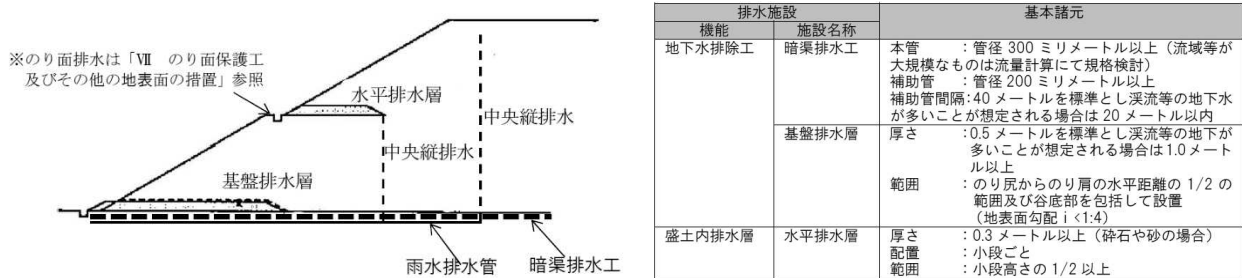 ※のり面排水は「Ⅶ のり面保護工
及びその他の地表面の措置」参照
水平排水層
中央縦排水
中央縦排水
基盤排水層
雨水排水管
暗渠排水工
排水施設
基本諸元
機能
施設名称
地下水排除工
暗渠排水工
本管 :管径 300 ミリメートル以上(流域等が
大規模なものは流量計算にて規格検討)
補助管 :管径 200 ミリメートル以上
補助管間隔:40 メートルを標準とし渓流等の地下水
が多いことが想定される場合は 20 メートル以内
基盤排水層
厚さ :0.5 メートルを標準とし渓流等の地下が
多いことが想定される場合は1.0メート
ル以上
範囲 :のり尻からのり肩の水平距離の 1/2 の
範囲及び谷底部を包括して設置
(地表面勾配 i <1:4)
盛土内排水層
水平排水層
厚さ :0.3 メートル以上(砕石や砂の場合)
配置 :小段ごと
範囲 :小段高さの 1/2 以上